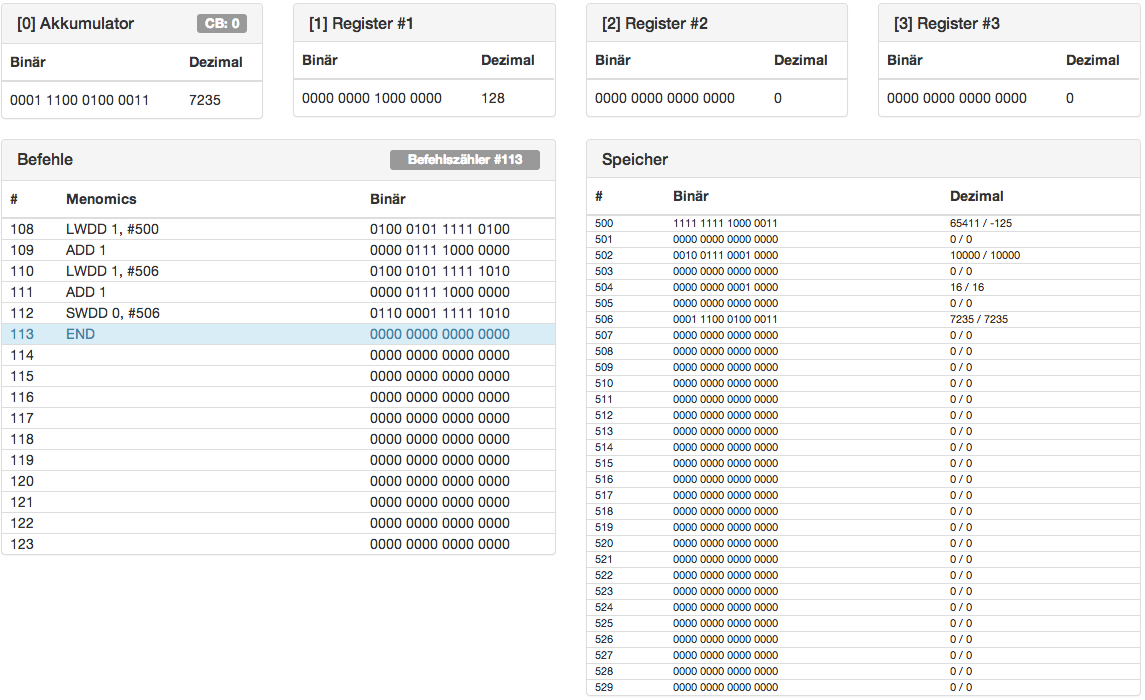 [0] Akkumulator CB: 0
Binär Dezimal
0001 1100 0100 0011 7235
[1] Register #1
Binär Dezimal
0000 0000 1000 0000 128
[2] Register #2
Binär Dezimal
0000 0000 0000 0000 0
[3] Register #3
Binär Dezimal
0000 0000 0000 0000 0
Befehle Befehlszähler #113
# Menomics Binär
108 LWDD 1, #500 0100 0101 1111 0100
109 ADD 1 0000 0111 1000 0000
110 LWDD 1, #506 0100 0101 1111 1010
111 ADD 1 0000 0111 1000 0000
112 SWDD 0, #506 0110 0001 1111 1010
113 END 0000 0000 0000 0000
114 0000 0000 0000 0000
115 0000 0000 0000 0000
116 0000 0000 0000 0000
117 0000 0000 0000 0000
118 0000 0000 0000 0000
119 0000 0000 0000 0000
120 0000 0000 0000 0000
121 0000 0000 0000 0000
122 0000 0000 0000 0000
123 0000 0000 0000 0000
Speicher
# Binär Dezimal
500 1111 1111 1000 0011 65411 / -125
501 0000 0000 0000 0000 0 / 0
502 0010 0111 0001 0000 10000 / 10000
503 0000 0000 0000 0000 0 / 0
504 0000 0000 0001 0000 16 / 16
505 0000 0000 0000 0000 0 / 0
506 0001 1100 0100 0011 7235 / 7235
507 0000 0000 0000 0000 0 / 0
508 0000 0000 0000 0000 0 / 0
509 0000 0000 0000 0000 0 / 0
510 0000 0000 0000 0000 0 / 0
511 0000 0000 0000 0000 0 / 0
512 0000 0000 0000 0000 0 / 0
513 0000 0000 0000 0000 0 / 0
514 0000 0000 0000 0000 0 / 0
515 0000 0000 0000 0000 0 / 0
516 0000 0000 0000 0000 0 / 0
517 0000 0000 0000 0000 0 / 0
518 0000 0000 0000 0000 0 / 0
519 0000 0000 0000 0000 0 / 0
520 0000 0000 0000 0000 0 / 0
521 0000 0000 0000 0000 0 / 0
522 0000 0000 0000 0000 0 / 0
523 0000 0000 0000 0000 0 / 0
524 0000 0000 0000 0000 0 / 0
525 0000 0000 0000 0000 0 / 0
526 0000 0000 0000 0000 0 / 0
527 0000 0000 0000 0000 0 / 0
528 0000 0000 0000 0000 0 / 0
529 0000 0000 0000 0000 0 / 0